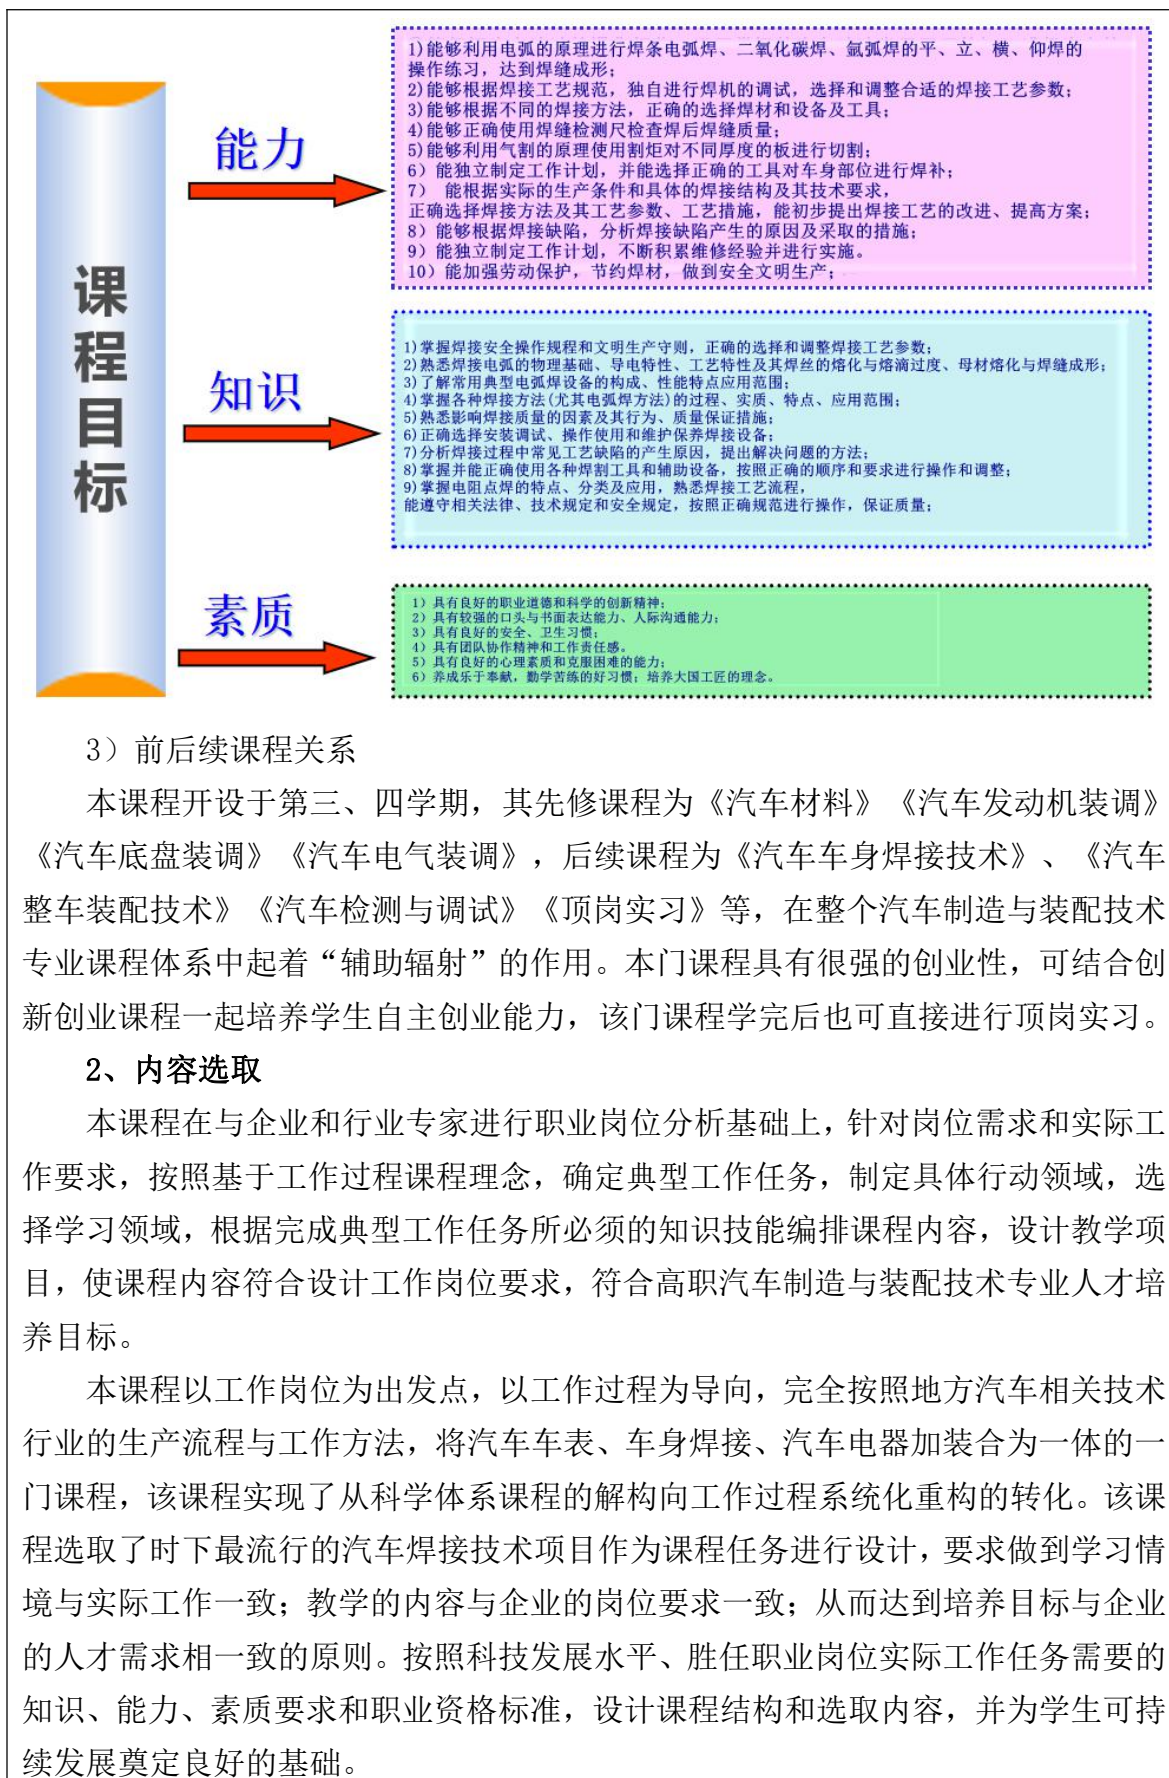 课
程
目
标
能力
1)能够利用电弧的原理进行焊条电弧焊、二氧化碳焊、氩弧焊的平、立、横、仰焊的
操作练习，达到焊缝成形；
2)能够根据焊接工艺规范，独自进行焊机的调试，选择和调整合适的焊接工艺参数；
3)能够根据不同的焊接方法，正确的选择焊材和设备及工具；
4)能够正确使用焊缝检测尺检查焊后焊缝质量；
5)能够利用气割的原理使用割炬对不同厚度的板进行切割；
6）能独立制定工作计划，并能选择正确的工具对车身部位进行焊补；
7） 能根据实际的生产条件和具体的焊接结构及其技术要求，
正确选择焊接方法及其工艺参数、工艺措施，能初步提出焊接工艺的改进、提高方案；
8）能够根据焊接缺陷，分析焊接缺陷产生的原因及采取的措施；
9）能独立制定工作计划，不断积累维修经验并进行实施。
10）能加强劳动保护，节约焊材，做到安全文明生产；
知识
1)掌握焊接安全操作规程和文明生产守则，正确的选择和调整焊接工艺参数；
2)熟悉焊接电弧的物理基础、导电特性、工艺特性及其焊丝的熔化与熔滴过度、母材熔化与焊缝成形；
3)了解常用典型电弧焊设备的构成、性能特点应用范围；
4)掌握各种焊接方法(尤其电弧焊方法)的过程、实质、特点、应用范围；
5)熟悉影响焊接质量的因素及其行为、质量保证措施；
6)正确选择安装调试、操作使用和维护保养焊接设备；
7)分析焊接过程中常见工艺缺陷的产生原因，提出解决问题的方法；
8)掌握并能正确使用各种焊割工具和辅助设备，按照正确的顺序和要求进行操作和调整；
9)掌握电阻点焊的特点、分类及应用，熟悉焊接工艺流程，
能遵守相关法律、技术规定和安全规定，按照正确规范进行操作，保证质量；
素质
1）具有良好的职业道德和科学的创新精神；
2）具有较强的口头与书面表达能力、人际沟通能力；
3）具有良好的安全、卫生习惯；
4）具有团队协作精神和工作责任感。
5）具有良好的心理素质和克服困难的能力；
6）养成乐于奉献，勤学苦练的好习惯；培养大国工匠的理念。
3）前后续课程关系
本课程开设于第三、四学期，其先修课程为《汽车材料》《汽车发动机装调》
《汽车底盘装调》《汽车电气装调》，后续课程为《汽车车身焊接技术》、《汽车
整车装配技术》《汽车检测与调试》《顶岗实习》等，在整个汽车制造与装配技术
专业课程体系中起着“辅助辐射”的作用。本门课程具有很强的创业性，可结合创
新创业课程一起培养学生自主创业能力，该门课程学完后也可直接进行顶岗实习。
2、内容选取
本课程在与企业和行业专家进行职业岗位分析基础上，针对岗位需求和实际工
作要求，按照基于工作过程课程理念，确定典型工作任务，制定具体行动领域，选
择学习领域，根据完成典型工作任务所必须的知识技能编排课程内容，设计教学项
目，使课程内容符合设计工作岗位要求，符合高职汽车制造与装配技术专业人才培
养目标。
本课程以工作岗位为出发点，以工作过程为导向，完全按照地方汽车相关技术
行业的生产流程与工作方法，将汽车车表、车身焊接、汽车电器加装合为一体的一
门课程，该课程实现了从科学体系课程的解构向工作过程系统化重构的转化。该课
程选取了时下最流行的汽车焊接技术项目作为课程任务进行设计，要求做到学习情
境与实际工作一致；教学的内容与企业的岗位要求一致；从而达到培养目标与企业
的人才需求相一致的原则。按照科技发展水平、胜任职业岗位实际工作任务需要的
知识、能力、素质要求和职业资格标准，设计课程结构和选取内容，并为学生可持
续发展奠定良好的基础。